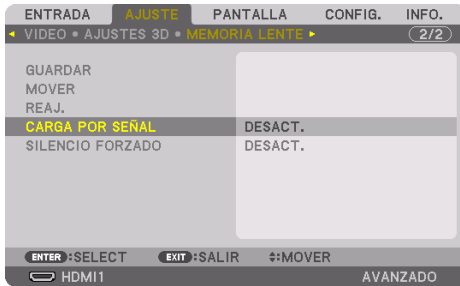 ENTRADA AJUSTE PANTALLA CONFIG. INFO.
VIDEO • AJUSTES 3D • MEMORIA LENTE 2/2
GUARDAR
MOVER
REAJ.
CARGA POR SEÑAL DESACT.
SILENCIO FORZADO DESACT.
ENTER :SELECT EXIT :SALIR :MOVER
HDMI1 AVANZADO